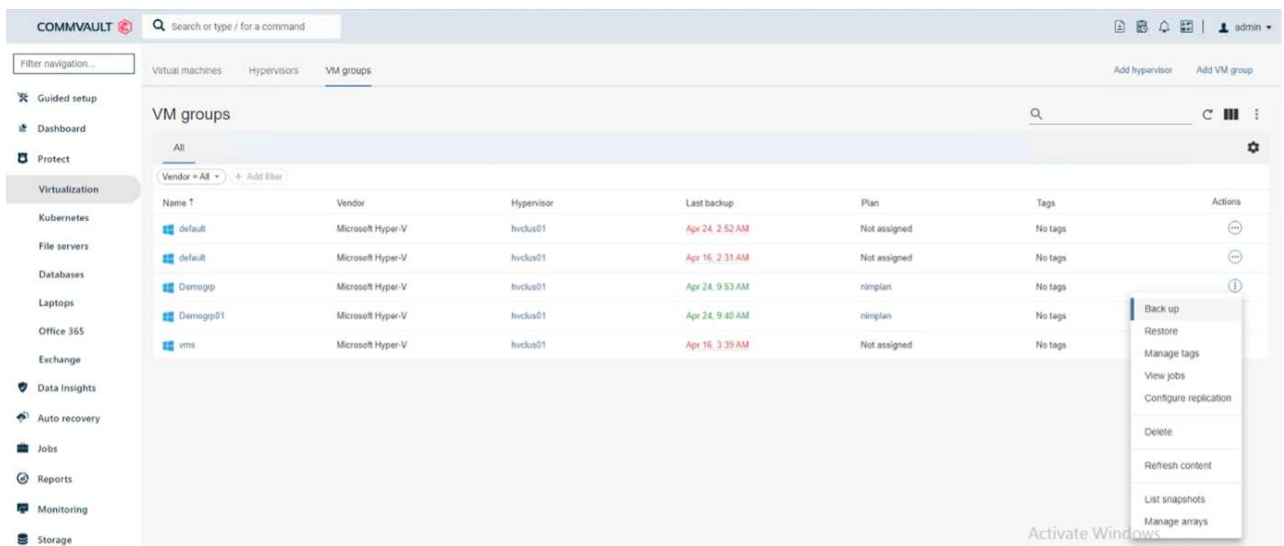 COMMVAULT Search or type / for a command admin
Filter navigation...
Virtual machines Hypervisors VM groups Add hypervisor Add VM group
Guided setup
VM groups
Dashboard
All
Protect
Vendor = All + Add filter
Virtualization
Name ↑ Vendor Hypervisor Last backup Plan Tags Actions
Kubernetes
default Microsoft Hyper-V hvclus01 Apr 24, 2:52 AM Not assigned No tags
File servers
default Microsoft Hyper-V hvclus01 Apr 16, 2:31 AM Not assigned No tags
Databases
Demogrp Microsoft Hyper-V hvclus01 Apr 24, 9:53 AM nimplan No tags
Laptops
Demogrp01 Microsoft Hyper-V hvclus01 Apr 24, 9:40 AM nimplan No tags
Office 365
vms Microsoft Hyper-V hvclus01 Apr 16, 3:39 AM Not assigned No tags
Exchange
Data Insights
Auto recovery
Jobs
Reports
Monitoring
Storage
Back up
Restore
Manage tags
View jobs
Configure replication
Delete
Refresh content
List snapshots
Manage arrays
Activate Windows